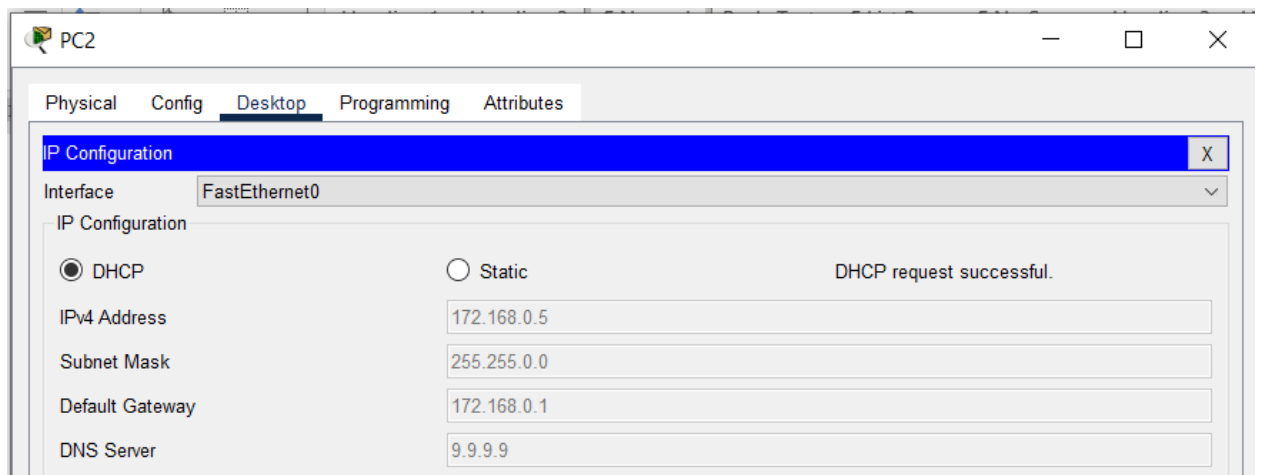 PC2
Physical Config Desktop Programming Attributes
IP Configuration X
Interface FastEthernet0
IP Configuration
DHCP Static DHCP request successful.
IPv4 Address 172.168.0.5
Subnet Mask 255.255.0.0
Default Gateway 172.168.0.1
DNS Server 9.9.9.9